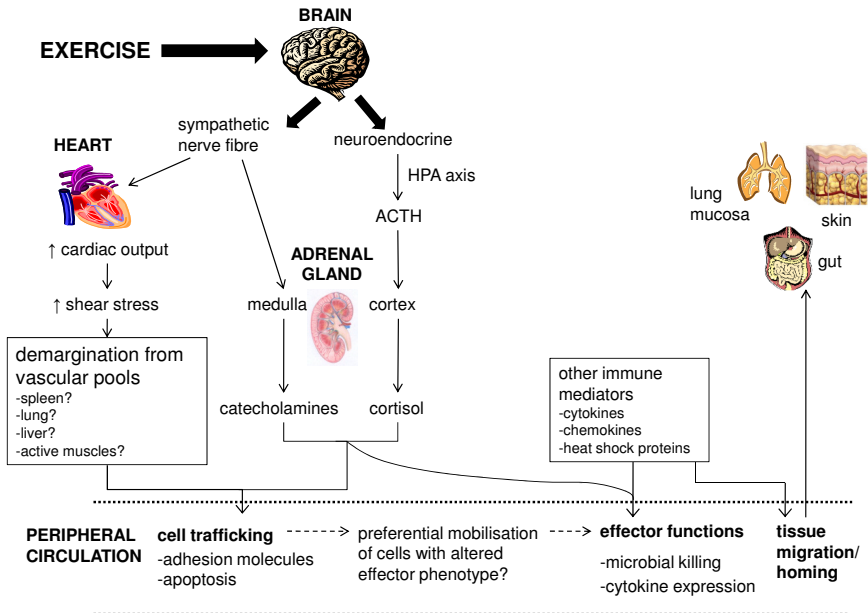 BRAIN
EXERCISE
sympathetic
nerve fibre
neuroendocrine
HEART
HPA axis
ACTH
lung
mucosa
skin
gut
↑ cardiac output
ADRENAL
GLAND
↑ shear stress
medulla
cortex
demargination from
vascular pools
-spleen?
-lung?
-liver?
-active muscles?
catecholamines
cortisol
other immune
mediators
-cytokines
-chemokines
-heat shock proteins
PERIPHERAL
CIRCULATION
cell trafficking
-adhesion molecules
-apoptosis
preferential mobilisation
of cells with altered
effector phenotype?
effector functions
-microbial killing
-cytokine expression
tissue
migration/
homing